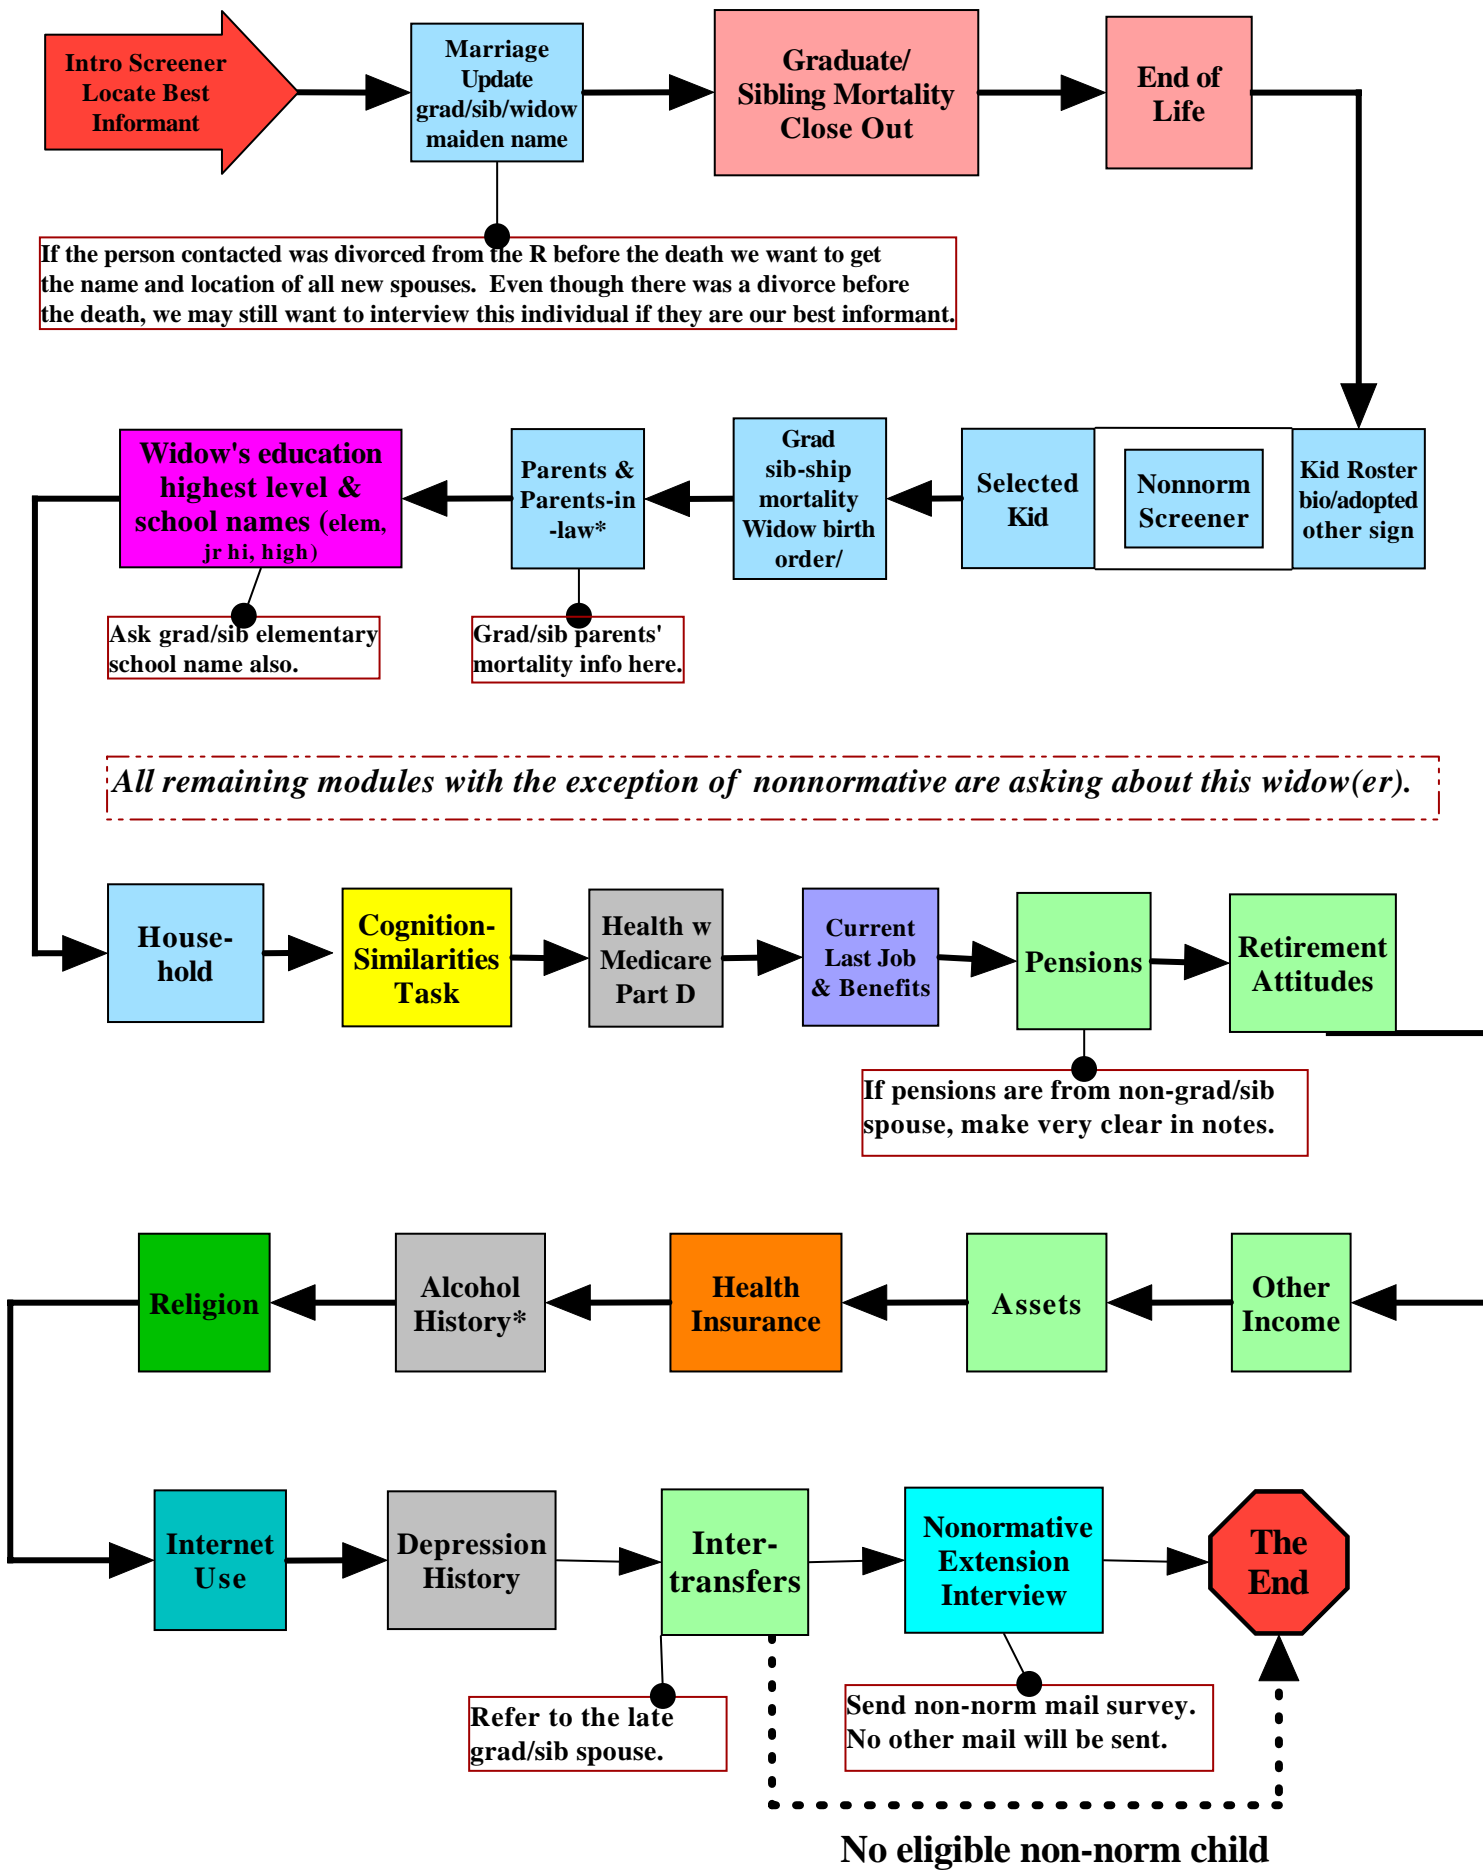 Intro Screener
Locate Best
Informant
Marriage
Update
grad/sib/widow
maiden name
Graduate/
Sibling Mortality
Close Out
End of
Life
If the person contacted was divorced from the R before the death we want to get
the name and location of all new spouses.  Even though there was a divorce before
the death, we may still want to interview this individual if they are our best informant.
Widow's education
highest level &
school names (elem,
jr hi, high)
Parents &
Parents-in
-law*
Grad
sib-ship
mortality
Widow birth
order/
Selected
Kid
Nonnorm
Screener
Kid Roster
bio/adopted
other sign
Ask grad/sib elementary
school name also.
Grad/sib parents'
mortality info here.
All remaining modules with the exception of  nonnormative are asking about this widow(er).
House-
hold
Cognition-
Similarities
Task
Health w
Medicare
Part D
Current
Last Job
& Benefits
Pensions
Retirement
Attitudes
If pensions are from non-grad/sib
spouse, make very clear in notes.
Religion
Alcohol
History*
Health
Insurance
Assets
Other
Income
Internet
Use
Depression
History
Inter-
transfers
Nonormative
Extension
Interview
The
End
Refer to the late
grad/sib spouse.
Send non-norm mail survey.
No other mail will be sent.
No eligible non-norm child